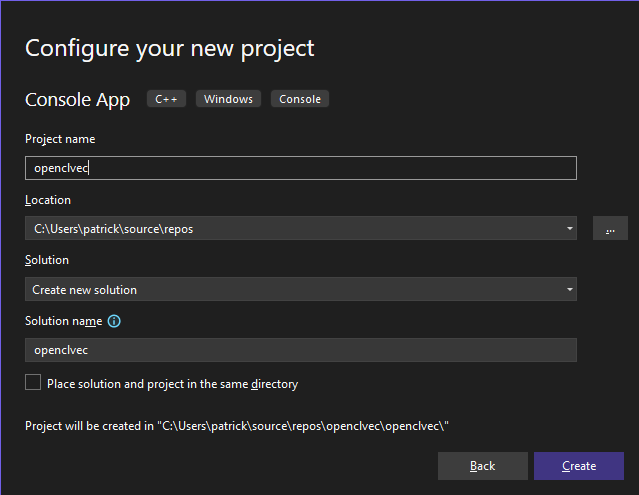 Configure your new project
Console App C++ Windows Console
Project name
openclvec
Location
C:\Users\patrick\source\repos
...
Solution
Create new solution
Solution name
openclvec
Place solution and project in the same directory
Project will be created in "C:\Users\patrick\source\repos\openclvec\openclvec\"
Back Create